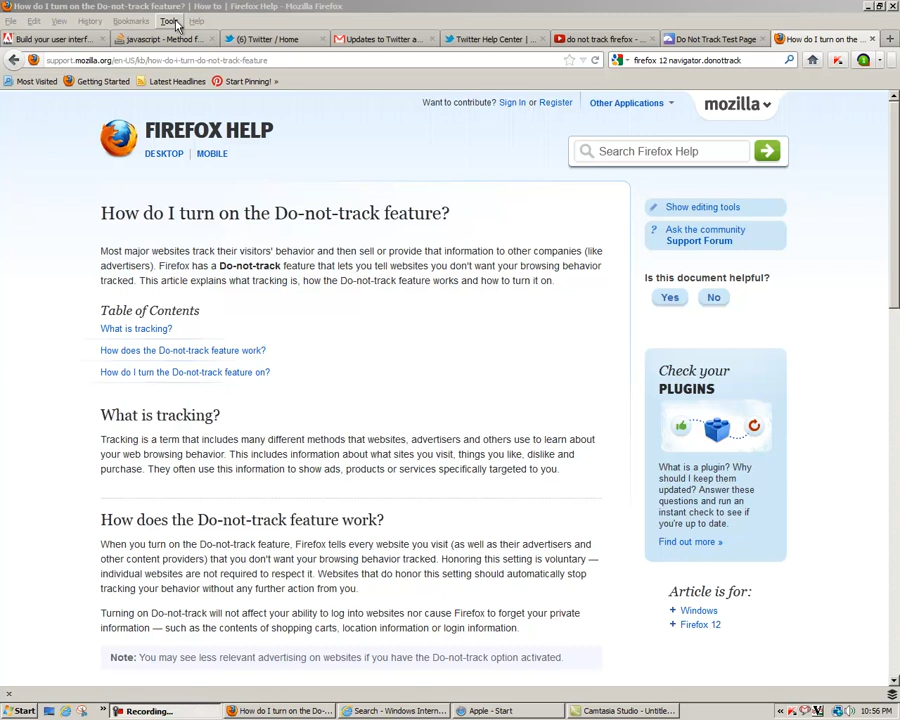 How do I turn on the Do-not-track feature? | How to | Firefox Help - Mozilla Firefox
File Edit View History Bookmarks Tools Help
Build your user interf... javascript - Method f... (6) Twitter / Home Updates to Twitter a... Twitter Help Center | ... do not track firefox - ... Do Not Track Test Page How do I turn on the ...
support.mozilla.org/en-US/kb/how-do-i-turn-do-not-track-feature firefox 12 navigator.donottrack
Most Visited Getting Started Latest Headlines Start Pinning!
Want to contribute? Sign In or Register Other Applications mozilla
FIREFOX HELP
DESKTOP | MOBILE
Search Firefox Help
How do I turn on the Do-not-track feature?
Most major websites track their visitors' behavior and then sell or provide that information to other companies (like
advertisers). Firefox has a Do-not-track feature that lets you tell websites you don't want your browsing behavior
tracked. This article explains what tracking is, how the Do-not-track feature works and how to turn it on.
Table of Contents
What is tracking?
How does the Do-not-track feature work?
How do I turn the Do-not-track feature on?
What is tracking?
Tracking is a term that includes many different methods that websites, advertisers and others use to learn about
your web browsing behavior. This includes information about what sites you visit, things you like, dislike and
purchase. They often use this information to show ads, products or services specifically targeted to you.
How does the Do-not-track feature work?
When you turn on the Do-not-track feature, Firefox tells every website you visit (as well as their advertisers and
other content providers) that you don't want your browsing behavior tracked. Honoring this setting is voluntary —
individual websites are not required to respect it. Websites that do honor this setting should automatically stop
tracking your behavior without any further action from you.
Turning on Do-not-track will not affect your ability to log into websites nor cause Firefox to forget your private
information — such as the contents of shopping carts, location information or login information.
Note: You may see less relevant advertising on websites if you have the Do-not-track option activated.
Show editing tools
? Ask the community
Support Forum
Is this document helpful?
Yes No
Check your
PLUGINS
What is a plugin? Why
should I keep them
updated? Answer these
questions and run an
instant check to see if
you're up to date.
Find out more »
Article is for:
+ Windows
+ Firefox 12
Start Recording... How do I turn on the Do-... Search - Windows Intern... Apple - Start Camtasia Studio - Untitle... 10:56 PM